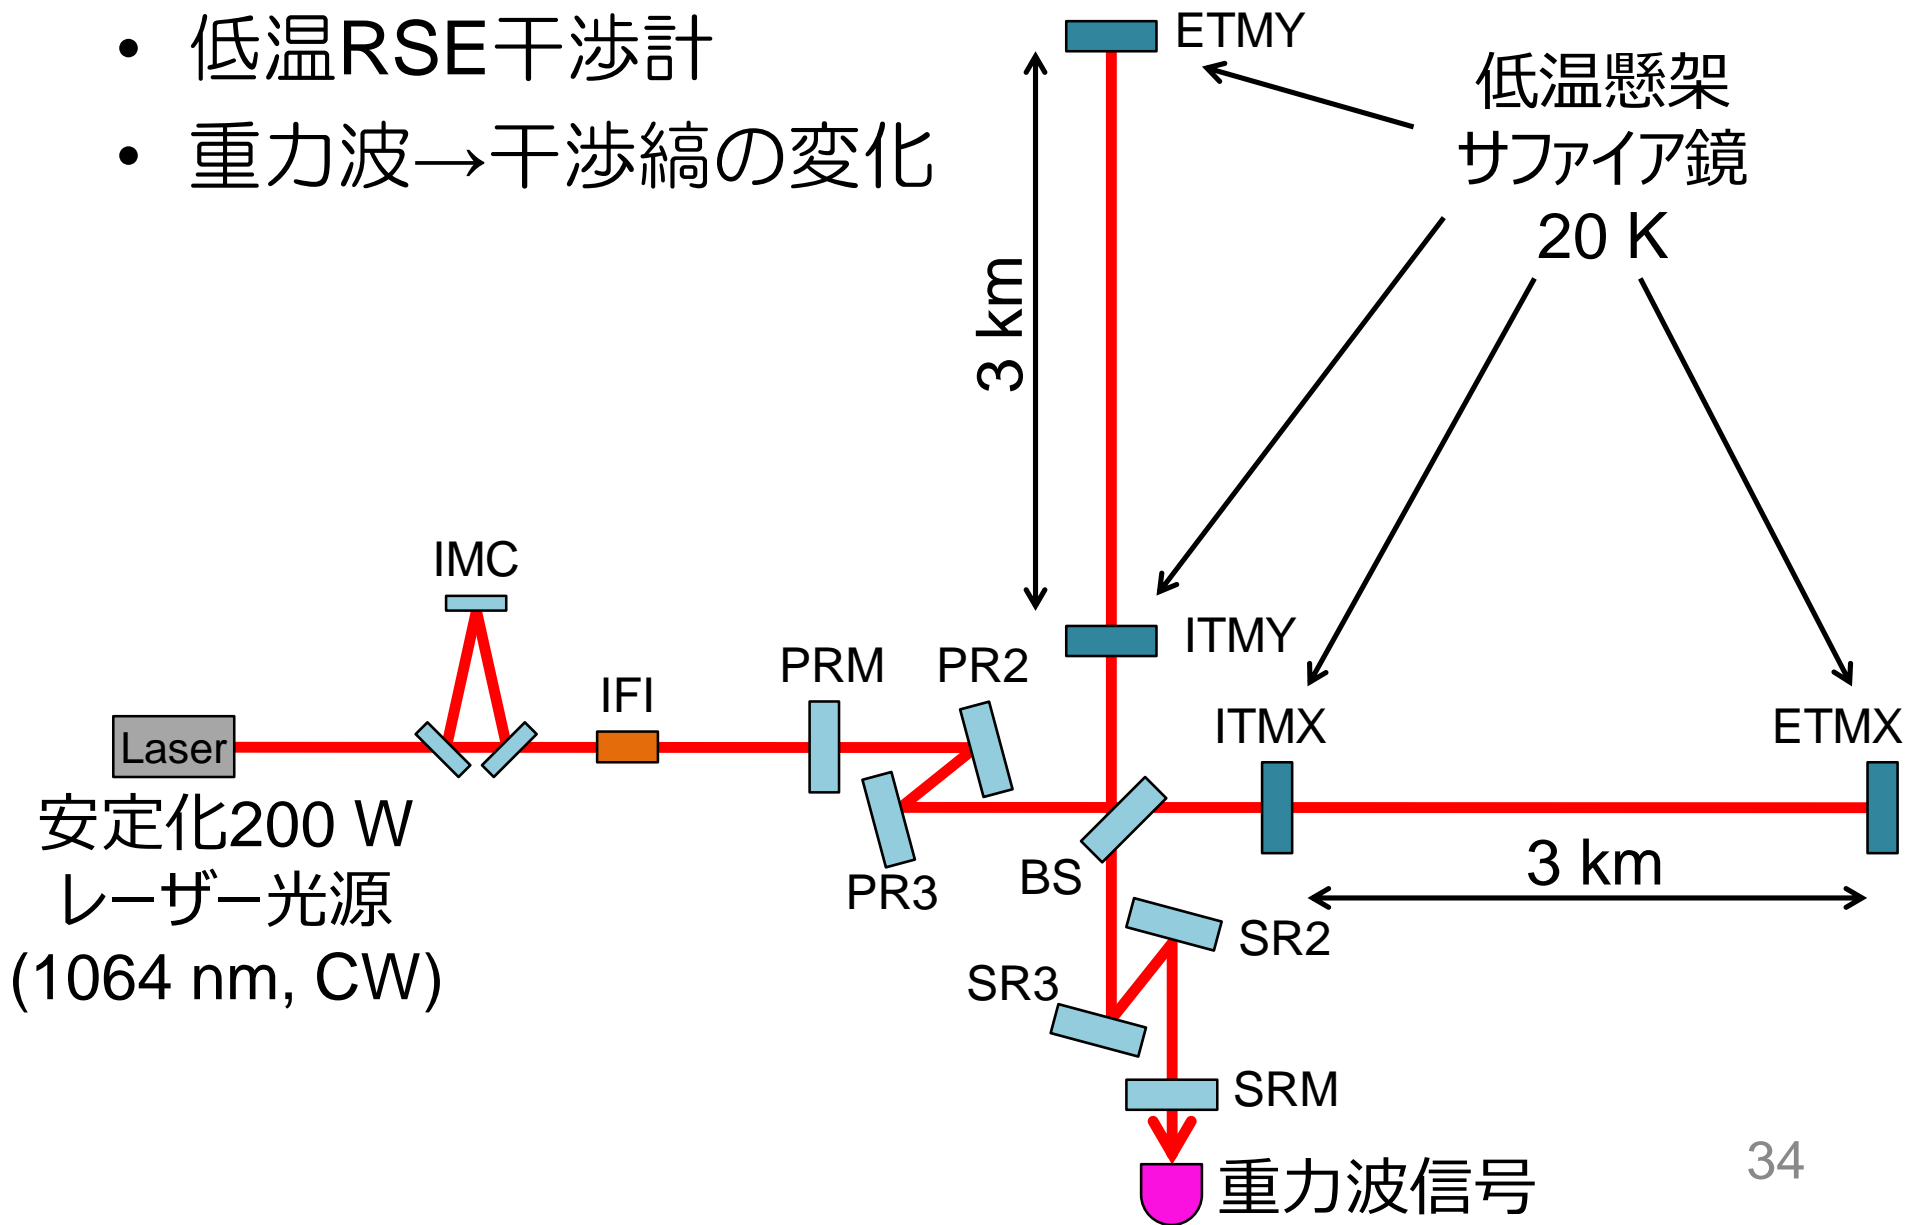 • 低温RSE干渉計
• 重力波→干渉縞の変化
ETMY
低温懸架
サファイア鏡
20 K
3 km
IMC
ITMY
PRM
PR2
IFI
ITMX
ETMX
Laser
安定化200 W
レーザー光源
(1064 nm, CW)
3 km
BS
PR3
SR2
SR3
SRM
重力波信号
34